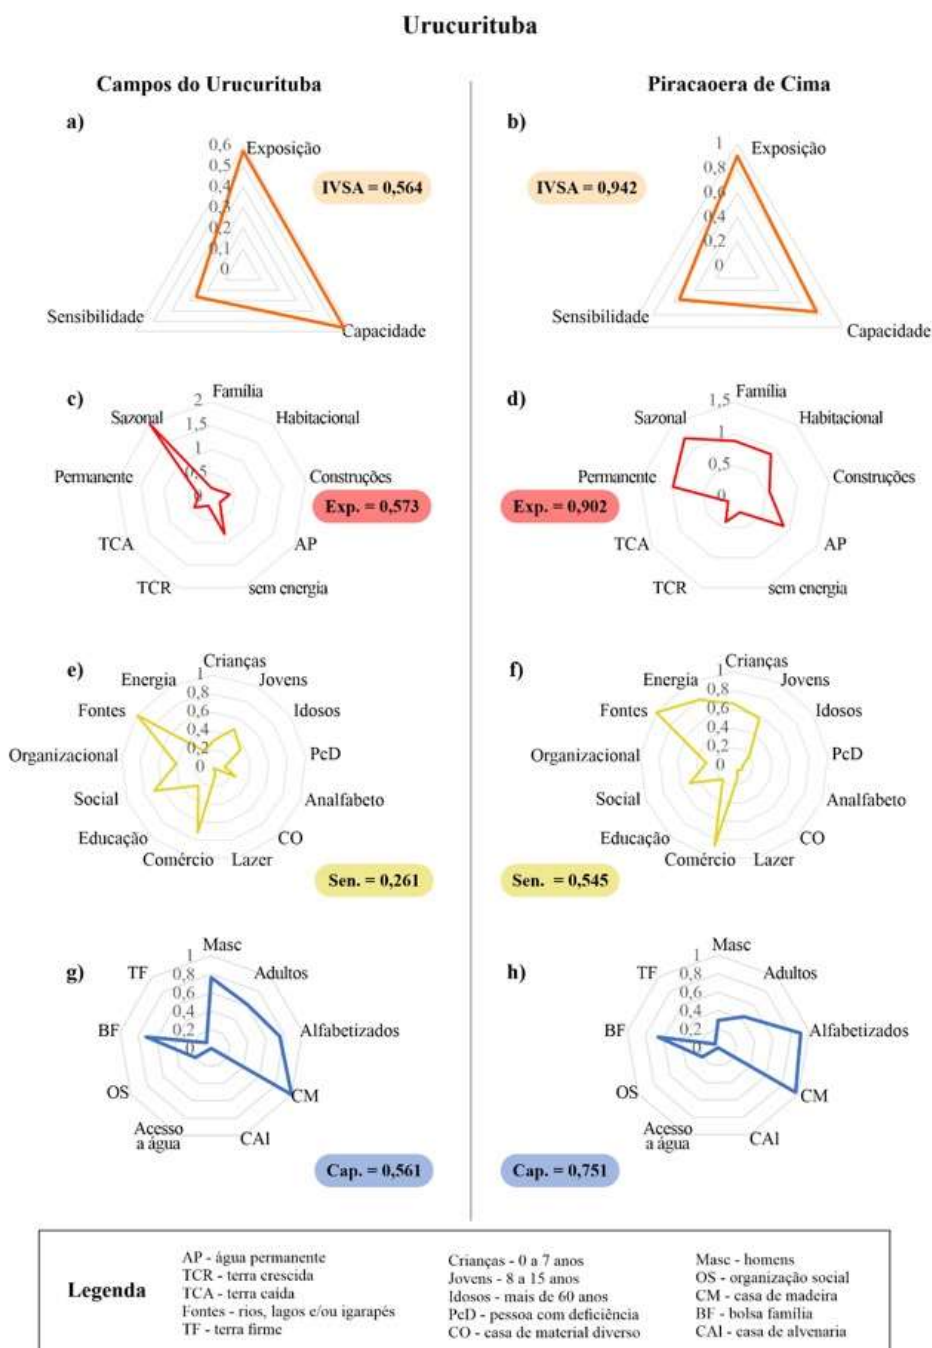 Urucurituba
Campos do Urucurituba
Piracaoera de Cima
a)
0,6
0,5
0,4
0,3
0,2
0,1
0
Exposição
IVSA = 0,564
Sensibilidade
Capacidade
b)
1
0,8
0,6
0,4
0,2
0
Exposição
IVSA = 0,942
Sensibilidade
Capacidade
c)
2
1,5
1
0,5
0
Família
Habitacional
Construções
AP
sem energia
TCR
TCA
Permanente
Sazonal
Exp. = 0,573
d)
1,5
1
0,5
0
Família
Habitacional
Construções
AP
sem energia
TCR
TCA
Permanente
Sazonal
Exp. = 0,902
e)
1
0,8
0,6
0,4
0,2
0
Crianças
Jovens
Idosos
PcD
Analfabeto
CO
Lazer
Comércio
Educação
Social
Organizacional
Fontes
Energia
Sen. = 0,261
f)
1
0,8
0,6
0,4
0,2
0
Crianças
Jovens
Idosos
PcD
Analfabeto
CO
Lazer
Comércio
Educação
Social
Organizacional
Fontes
Energia
Sen. = 0,545
g)
1
0,8
0,6
0,4
0,2
0
Masc
Adultos
Alfabetizados
CM
CAI
Acesso
a água
OS
BF
TF
Cap. = 0,561
h)
1
0,8
0,6
0,4
0,2
0
Masc
Adultos
Alfabetizados
CM
CAI
Acesso
a água
OS
BF
TF
Cap. = 0,751
Legenda
AP - água permanente
TCR - terra crescida
TCA - terra caída
Fontes - rios, lagos e/ou igarapés
TF - terra firme
Crianças - 0 a 7 anos
Jovens - 8 a 15 anos
Idosos - mais de 60 anos
PcD - pessoa com deficiência
CO - casa de material diverso
Masc - homens
OS - organização social
CM - casa de madeira
BF - bolsa família
CAI - casa de alvenaria